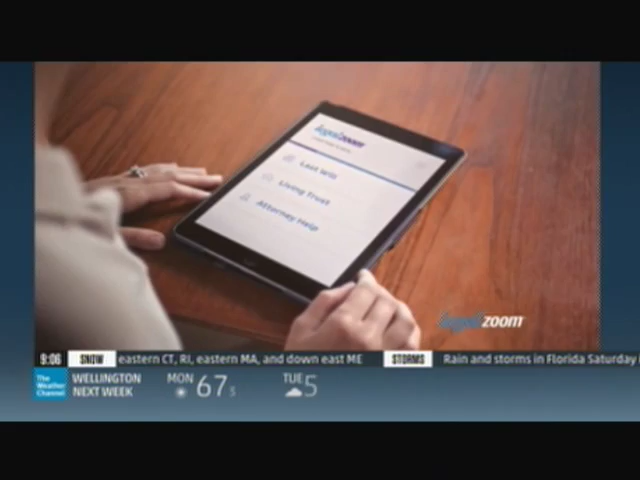 legalzoom
Last Will
Living Trust
Attorney Help
legalzoom
9:06 SNOW eastern CT, RI, eastern MA, and down east ME STORMS Rain and storms in Florida Saturday
The Weather Channel
WELLINGTON NEXT WEEK
MON 67 5
TUE 5